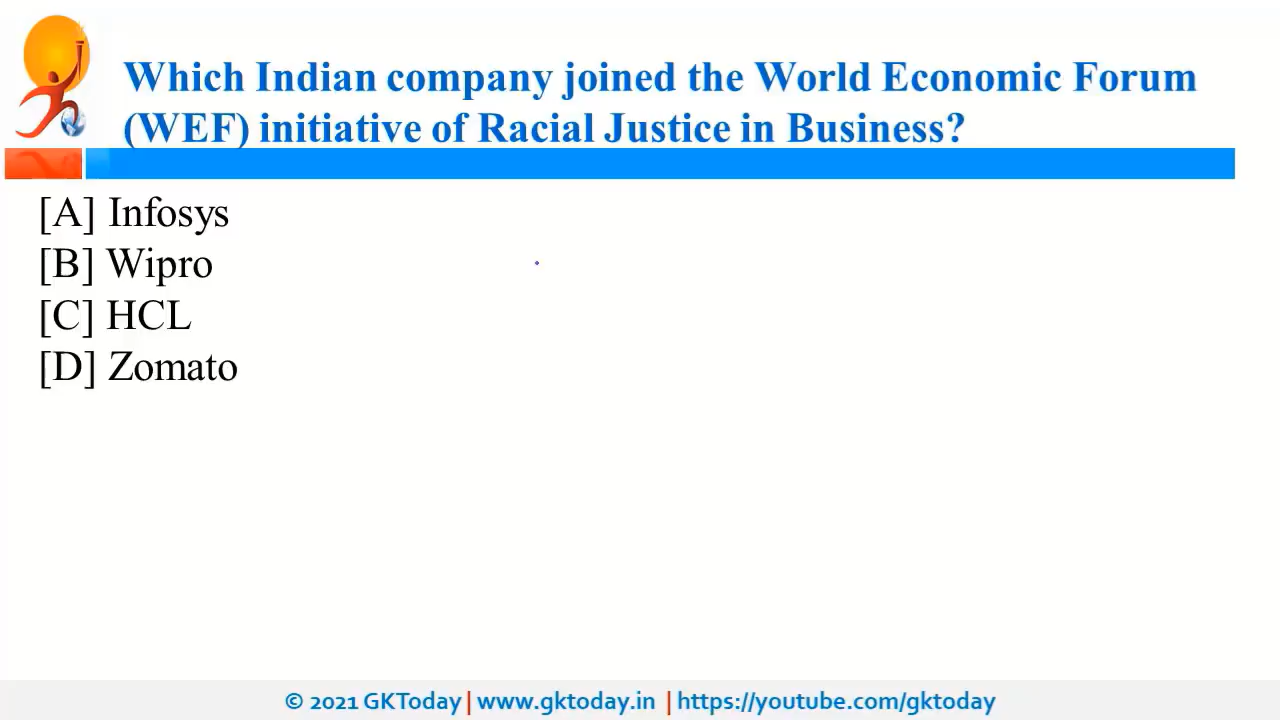 Which Indian company joined the World Economic Forum
(WEF) initiative of Racial Justice in Business?
[A] Infosys
[B] Wipro
[C] HCL
[D] Zomato
© 2021 GKToday | www.gktoday.in | https://youtube.com/gktoday